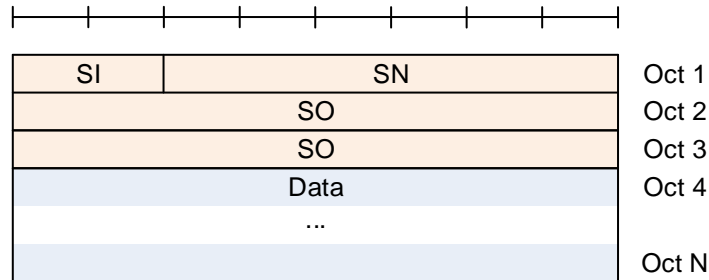 SI SN Oct 1
SO Oct 2
SO Oct 3
Data Oct 4
...
Oct N